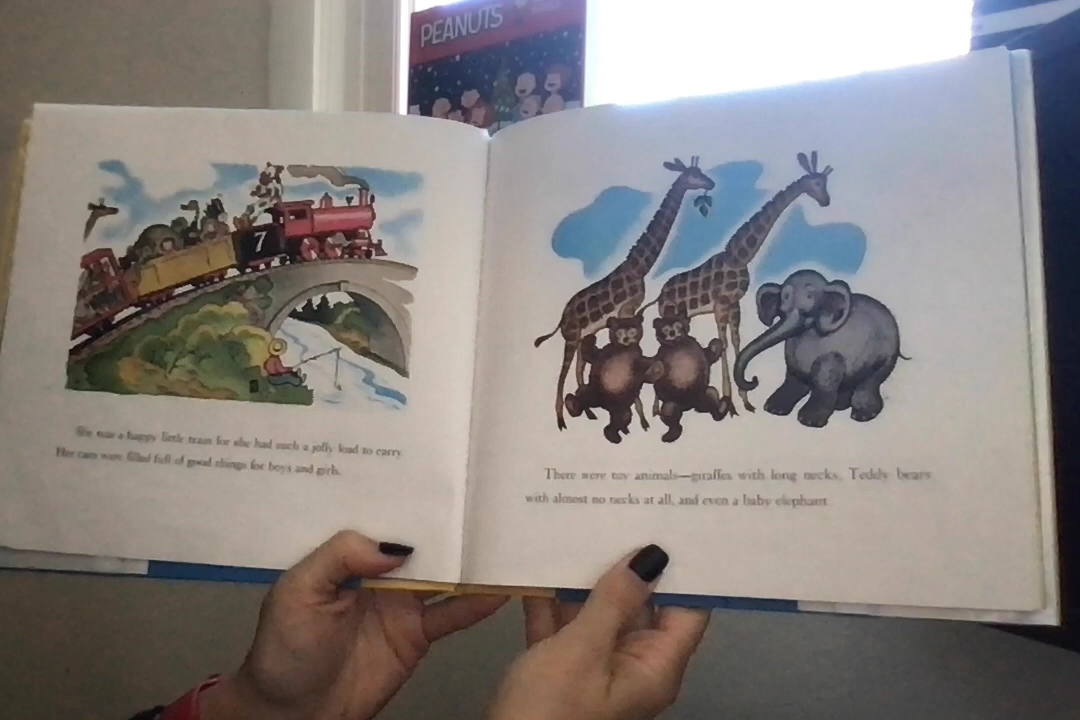 PEANUTS
7
She was a happy little train for she had such a jolly load to carry.
Her cars were filled full of good things for boys and girls.
There were toy animals—giraffes with long necks, Teddy bears
with almost no necks at all, and even a baby elephant.